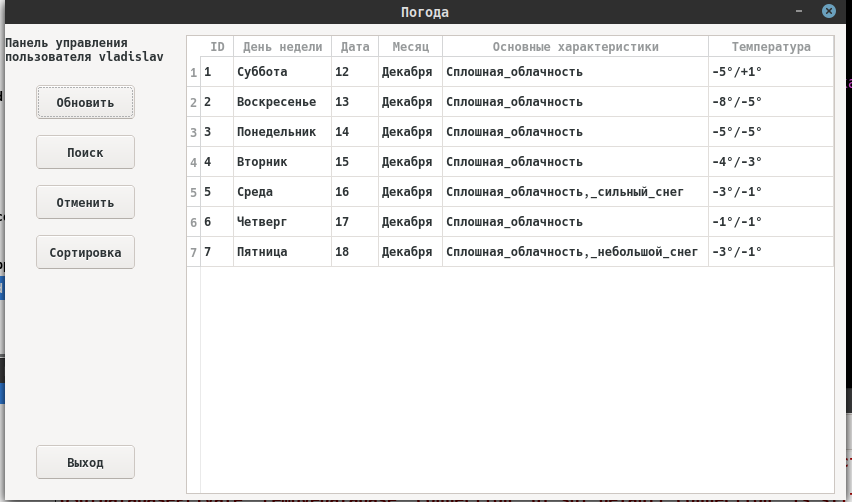 Погода
Панель управления
пользователя vladislav
Обновить
Поиск
Отменить
Сортировка
Выход
ID День недели Дата Месяц Основные характеристики Температура
1 1 Суббота 12 Декабря Сплошная_облачность -5°/+1°
2 2 Воскресенье 13 Декабря Сплошная_облачность -8°/-5°
3 3 Понедельник 14 Декабря Сплошная_облачность -5°/-5°
4 4 Вторник 15 Декабря Сплошная_облачность -4°/-3°
5 5 Среда 16 Декабря Сплошная_облачность,_сильный_снег -3°/-1°
6 6 Четверг 17 Декабря Сплошная_облачность -1°/-1°
7 7 Пятница 18 Декабря Сплошная_облачность,_небольшой_снег -3°/-1°